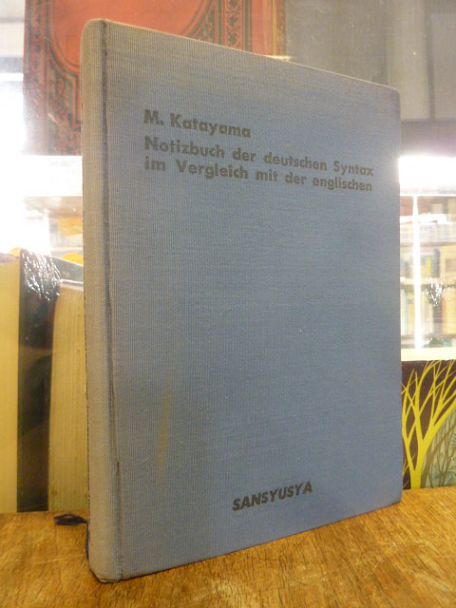 M. Katayama
Notizbuch der deutschen Syntax
im Vergleich mit der englischen
SANSYUSYA